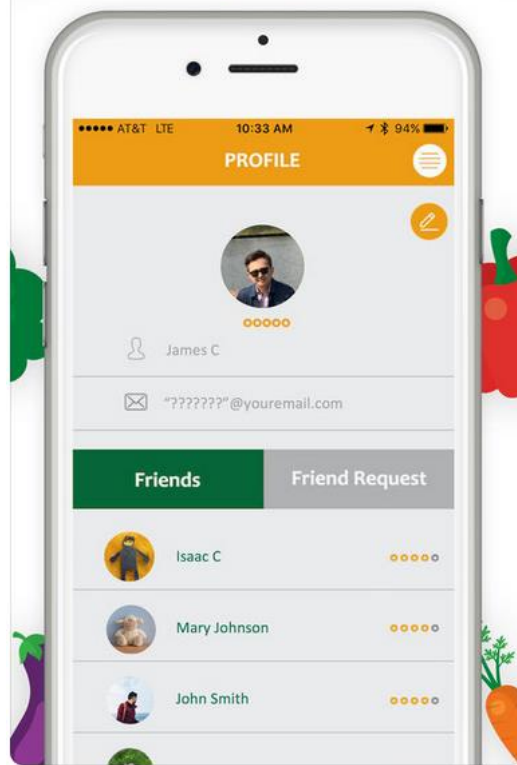 AT&T LTE 10:33 AM 94%
PROFILE
James C
"???????"@youremail.com
Friends Friend Request
Isaac C
Mary Johnson
John Smith